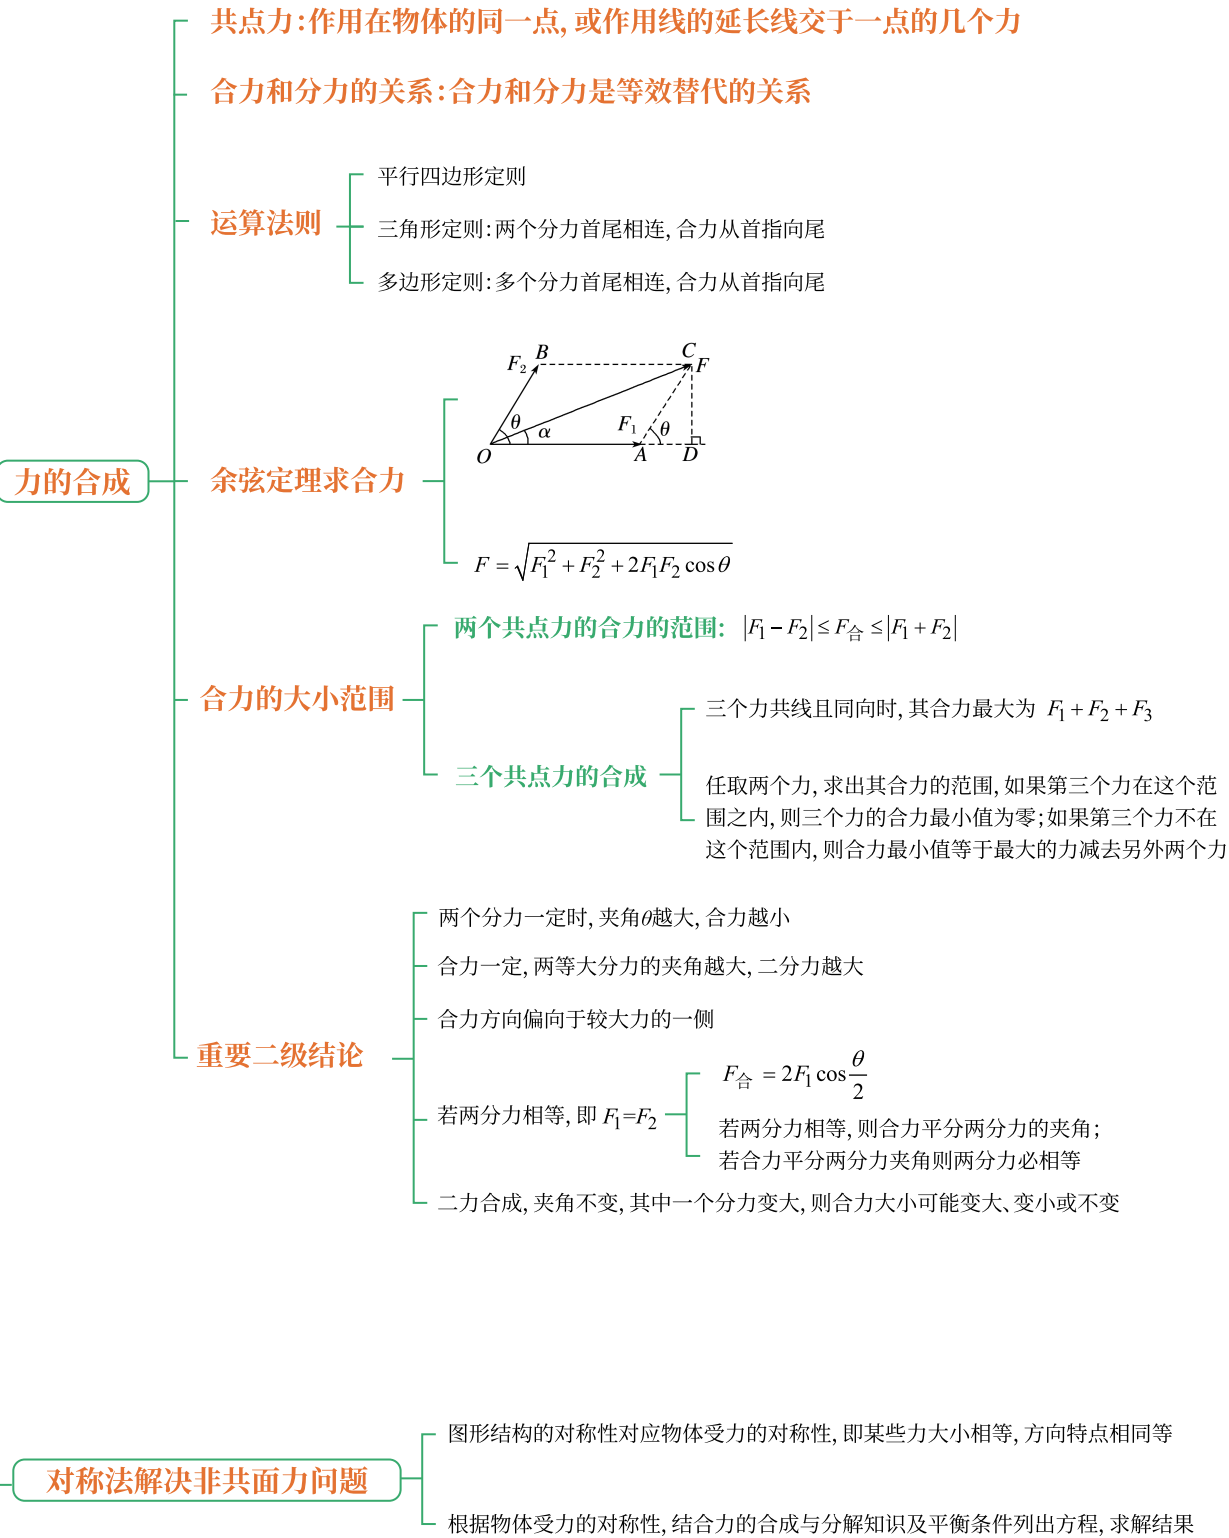 共点力:作用在物体的同一点,或作用线的延长线交于一点的几个力
合力和分力的关系:合力和分力是等效替代的关系
运算法则
平行四边形定则
三角形定则:两个分力首尾相连,合力从首指向尾
多边形定则:多个分力首尾相连,合力从首指向尾
力的合成
余弦定理求合力
B
C
F₂
F
θ
α
F₁
θ
O
A
D
F = √(F₁² + F₂² + 2F₁F₂ cosθ)
合力的大小范围
两个共点力的合力的范围: |F₁ − F₂| ≤ F合 ≤ |F₁ + F₂|
三个共点力的合成
三个力共线且同向时,其合力最大为 F₁ + F₂ + F₃
任取两个力,求出其合力的范围,如果第三个力在这个范
围之内,则三个力的合力最小值为零;如果第三个力不在
这个范围内,则合力最小值等于最大的力减去另外两个力
重要二级结论
两个分力一定时,夹角θ越大,合力越小
合力一定,两等大分力的夹角越大,二分力越大
合力方向偏向于较大力的一侧
若两分力相等,即 F₁=F₂
F合 = 2F₁ cos θ/2
若两分力相等,则合力平分两分力的夹角;
若合力平分两分力夹角则两分力必相等
二力合成,夹角不变,其中一个分力变大,则合力大小可能变大、变小或不变
对称法解决非共面力问题
图形结构的对称性对应物体受力的对称性,即某些力大小相等,方向特点相同等
根据物体受力的对称性,结合力的合成与分解知识及平衡条件列出方程,求解结果